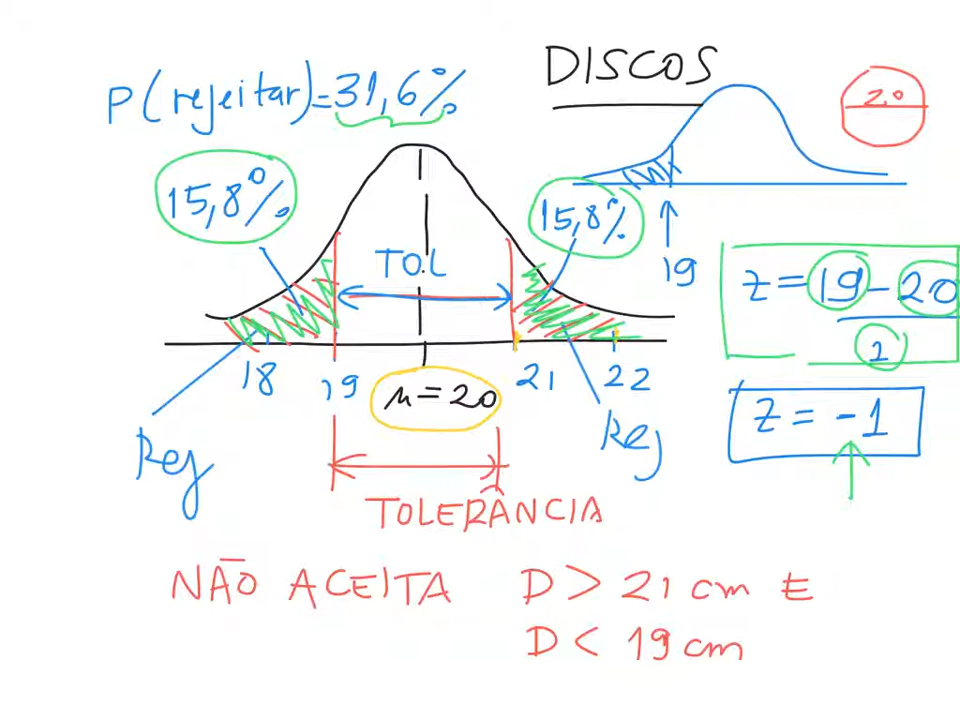 DISCOS
P(rejeitar)=31,6%
20
15,8%
15,8%
TOL
19
z = 19 - 20
1
18 19 μ=20 21 22
z = -1
Rej
Rej
TOLERÂNCIA
NÃO ACEITA D > 21 cm E
D < 19 cm